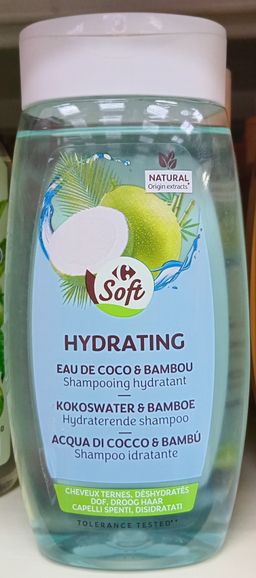 NATURAL
Origin extracts*
Soft
HYDRATING
EAU DE COCO & BAMBOU
Shampooing hydratant
KOKOSWATER & BAMBOE
Hydraterende shampoo
ACQUA DI COCCO & BAMBÚ
Shampoo idratante
CHEVEUX TERNES, DÉSHYDRATÉS
DOF, DROOG HAAR
CAPELLI SPENTI, DISIDRATATI
TOLERANCE TESTED**